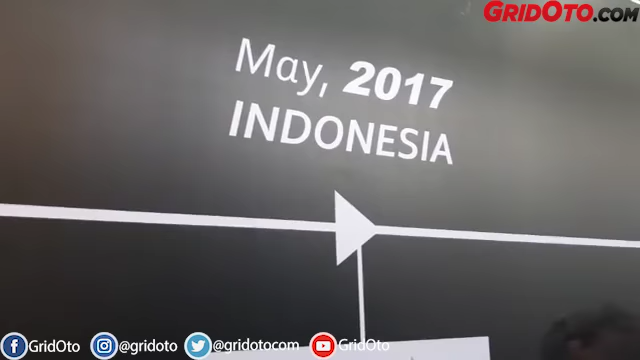 GRIDOTO.COM
May, 2017
INDONESIA
GridOto
@gridoto
@gridotocom
GridOto